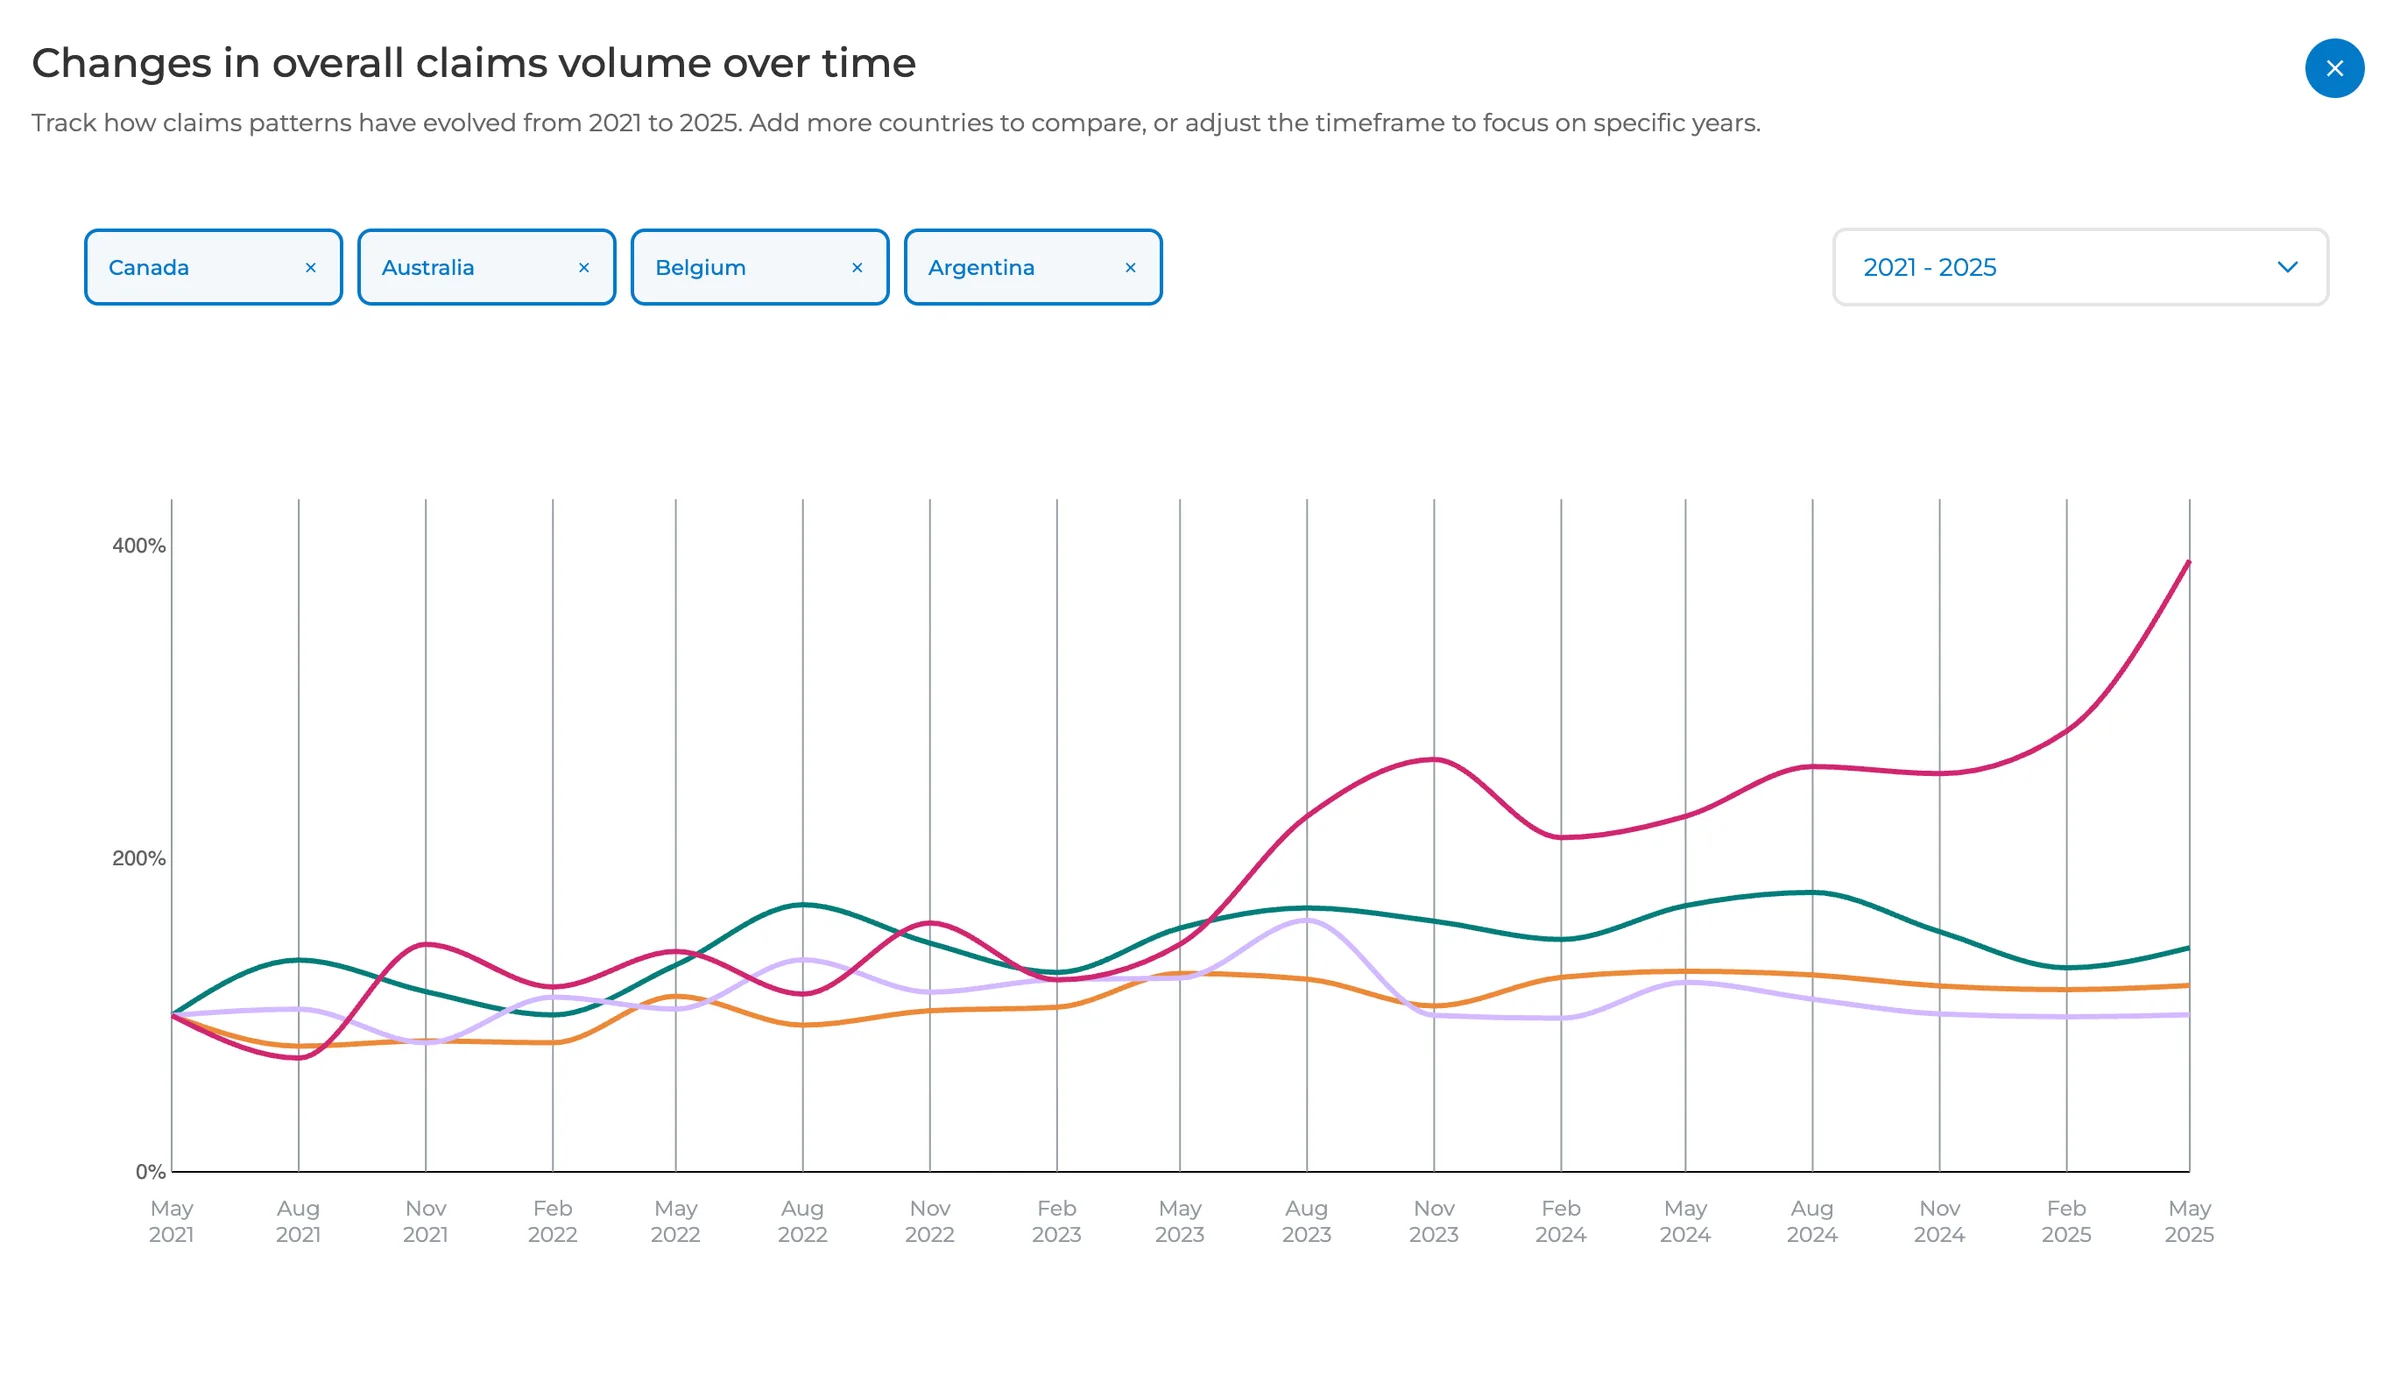 Changes in overall claims volume over time
Track how claims patterns have evolved from 2021 to 2025. Add more countries to compare, or adjust the timeframe to focus on specific years.
Canada × Australia × Belgium × Argentina × 2021 - 2025
400%
200%
0%
May Aug Nov Feb May Aug Nov Feb May Aug Nov Feb May Aug Nov Feb May
2021 2021 2021 2022 2022 2022 2022 2023 2023 2023 2023 2024 2024 2024 2024 2025 2025